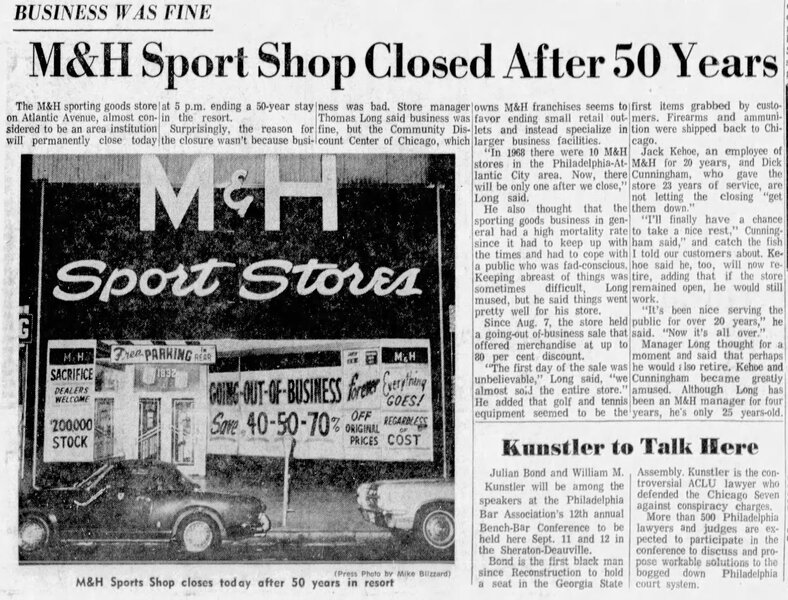 BUSINESS WAS FINE
M&H Sport Shop Closed After 50 Years
The M&H sporting goods store
on Atlantic Avenue, almost con-
sidered to be an area institution
will permanently close today
at 5 p.m. ending a 50-year stay
in the resort.
Surprisingly, the reason for
the closure wasn't because busi-
ness was bad. Store manager
Thomas Long said business was
fine, but the Community Dis-
count Center of Chicago, which
owns M&H franchises seems to
favor ending small retail out-
lets and instead specialize in
larger business facilities.
"In 1968 there were 10 M&H
stores in the Philadelphia-At-
lantic City area. Now, there
will be only one after we close,"
Long said.
He also thought that the
sporting goods business in gen-
eral had a high mortality rate
since it had to keep up with
the times and had to cope with
a public who was fad-conscious.
Keeping abreast of things was
sometimes difficult, Long
mused, but he said things went
pretty well for his store.
Since Aug. 7, the store held
a going-out of-business sale that
offered merchandise at up to
80 per cent discount.
"The first day of the sale was
unbelievable," Long said, "we
almost sold the entire store."
He added that golf and tennis
equipment seemed to be the
first items grabbed by custo-
mers. Firearms and ammuni-
tion were shipped back to Chi-
cago.
Jack Kehoe, an employee of
M&H for 20 years, and Dick
Cunningham, who gave the
store 23 years of service, are
not letting the closing "get
them down."
"I'll finally have a chance
to take a nice rest," Cunning-
ham said," and catch the fish
I told our customers about. Ke-
hoe said he, too, will now re-
tire, adding that if the store
remained open, he would still
work.
"It's been nice serving the
public for over 20 years," he
said. "Now it's all over."
Manager Long thought for a
moment and said that perhaps
he would also retire. Kehoe and
Cunningham became greatly
amused. Although Long has
been an M&H manager for four
years, he's only 25 years-old.
M&H
Sport Stores
Free PARKING IN REAR
1832
M&H
SACRIFICE
DEALERS
WELCOME
$200,000
STOCK
GOING-OUT-OF-BUSINESS forever
Save 40-50-70% OFF
ORIGINAL
PRICES
M&H
Everything
GOES!
REGARDLESS
OF
COST
(Press Photo by Mike Blizzard)
M&H Sports Shop closes today after 50 years in resort
Kunstler to Talk Here
Julian Bond and William M.
Kunstler will be among the
speakers at the Philadelphia
Bar Association's 12th annual
Bench-Bar Conference to be
held here Sept. 11 and 12 in
the Sheraton-Deauville.
Bond is the first black man
since Reconstruction to hold
a seat in the Georgia State
Assembly. Kunstler is the con-
troversial ACLU lawyer who
defended the Chicago Seven
against conspiracy charges.
More than 500 Philadelphia
lawyers and judges are ex-
pected to participate in the
conference to discuss and pro-
pose workable solutions to the
bogged down Philadelphia
court system.